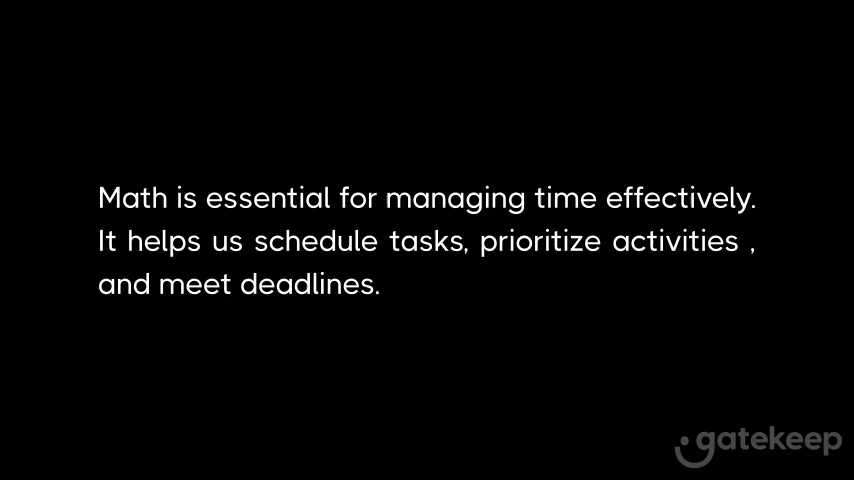 Math is essential for managing time effectively.
It helps us schedule tasks, prioritize activities ,
and meet deadlines.
gatekeep